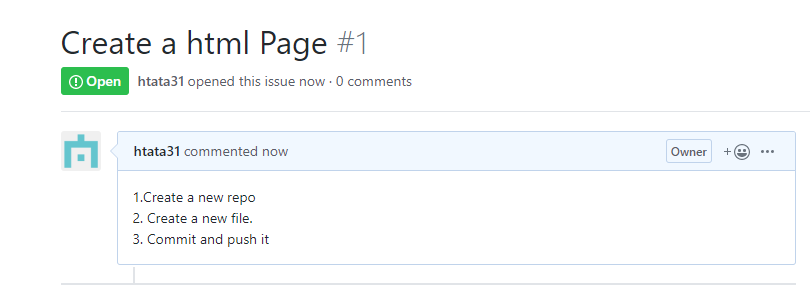 Create a html Page #1
Open htata31 opened this issue now · 0 comments
htata31 commented now Owner
1.Create a new repo
2. Create a new file.
3. Commit and push it